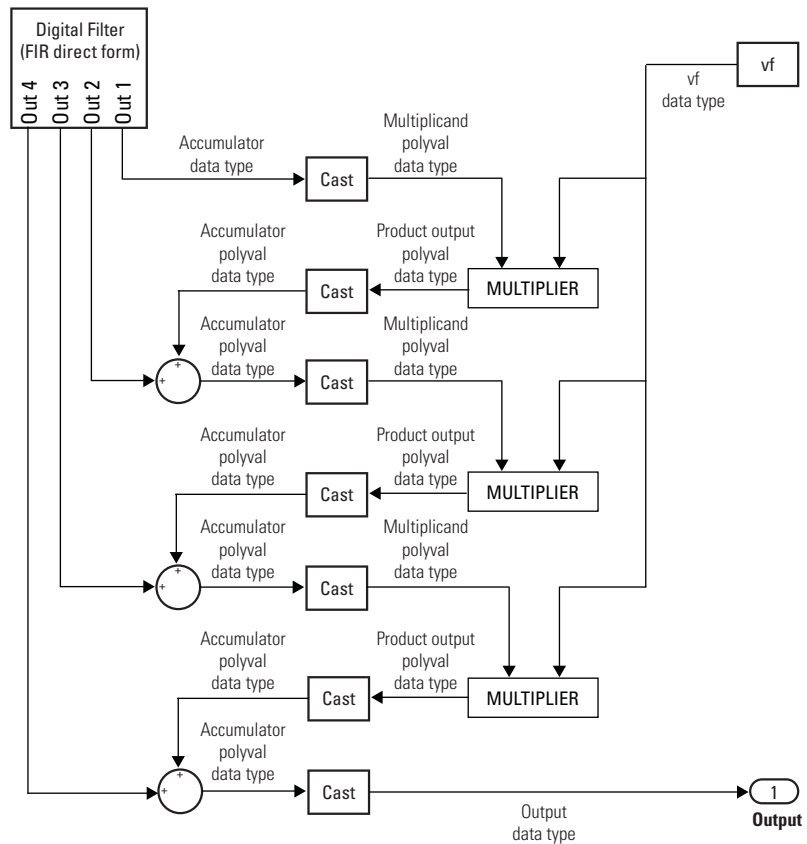 Digital Filter
(FIR direct form)
Out 4
Out 3
Out 2
Out 1
vf
vf
data type
Accumulator
data type
Cast
Multiplicand
polyval
data type
Accumulator
polyval
data type
Cast
Product output
polyval
data type
MULTIPLIER
+
+
Accumulator
polyval
data type
Cast
Multiplicand
polyval
data type
Accumulator
polyval
data type
Cast
Product output
polyval
data type
MULTIPLIER
+
+
Accumulator
polyval
data type
Cast
Multiplicand
polyval
data type
Accumulator
polyval
data type
Cast
Product output
polyval
data type
MULTIPLIER
+
+
Accumulator
polyval
data type
Cast
Output
data type
1
Output